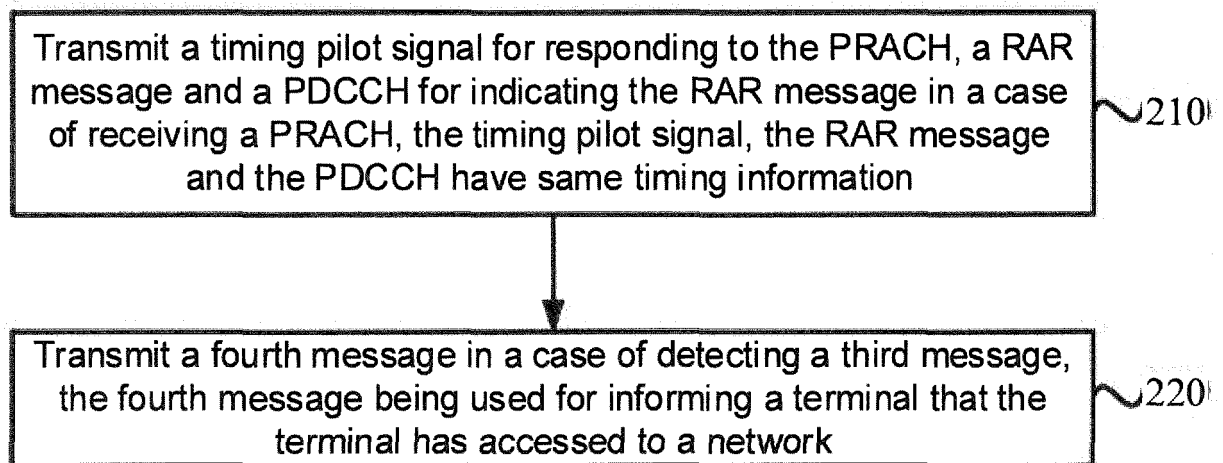 Transmit a timing pilot signal for responding to the PRACH, a RAR
message and a PDCCH for indicating the RAR message in a case
of receiving a PRACH, the timing pilot signal, the RAR message
and the PDCCH have same timing information
210
Transmit a fourth message in a case of detecting a third message,
the fourth message being used for informing a terminal that the
terminal has accessed to a network
220